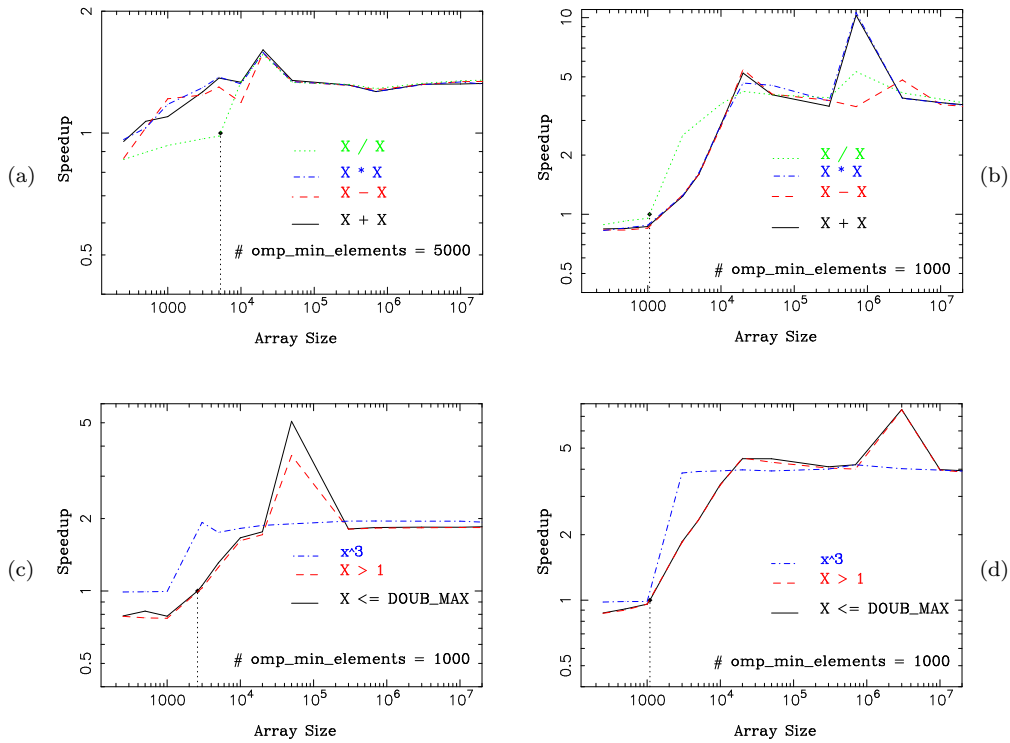 (a)
Speedup
2
1
0.5
X / X
X * X
X − X
X + X
# omp_min_elements = 5000
1000 10^4 10^5 10^6 10^7
Array Size
(b)
Speedup
10
5
2
1
0.5
X / X
X * X
X − X
X + X
# omp_min_elements = 1000
1000 10^4 10^5 10^6 10^7
Array Size
(c)
Speedup
5
2
1
0.5
x^3
X > 1
X <= DOUB_MAX
# omp_min_elements = 1000
1000 10^4 10^5 10^6 10^7
Array Size
(d)
Speedup
5
2
1
0.5
x^3
X > 1
X <= DOUB_MAX
# omp_min_elements = 1000
1000 10^4 10^5 10^6 10^7
Array Size